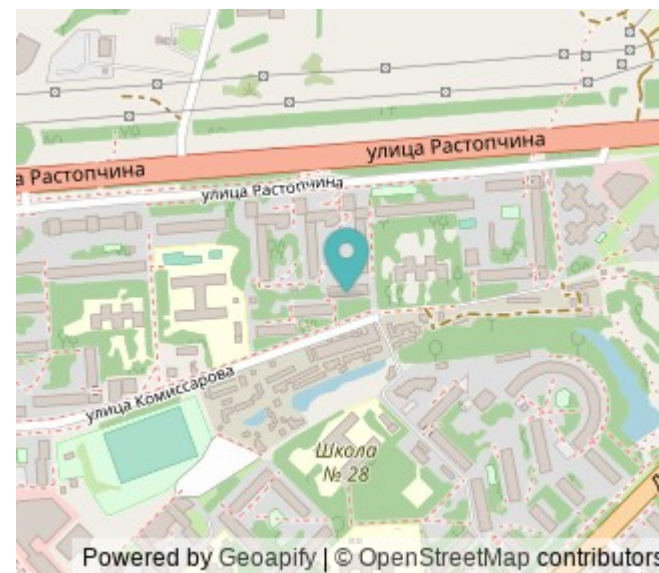 улица Растопчина
а Растопчина
улица Растопчина
улица Комиссарова
Школа
№ 28
Powered by Geoapify | © OpenStreetMap contributors